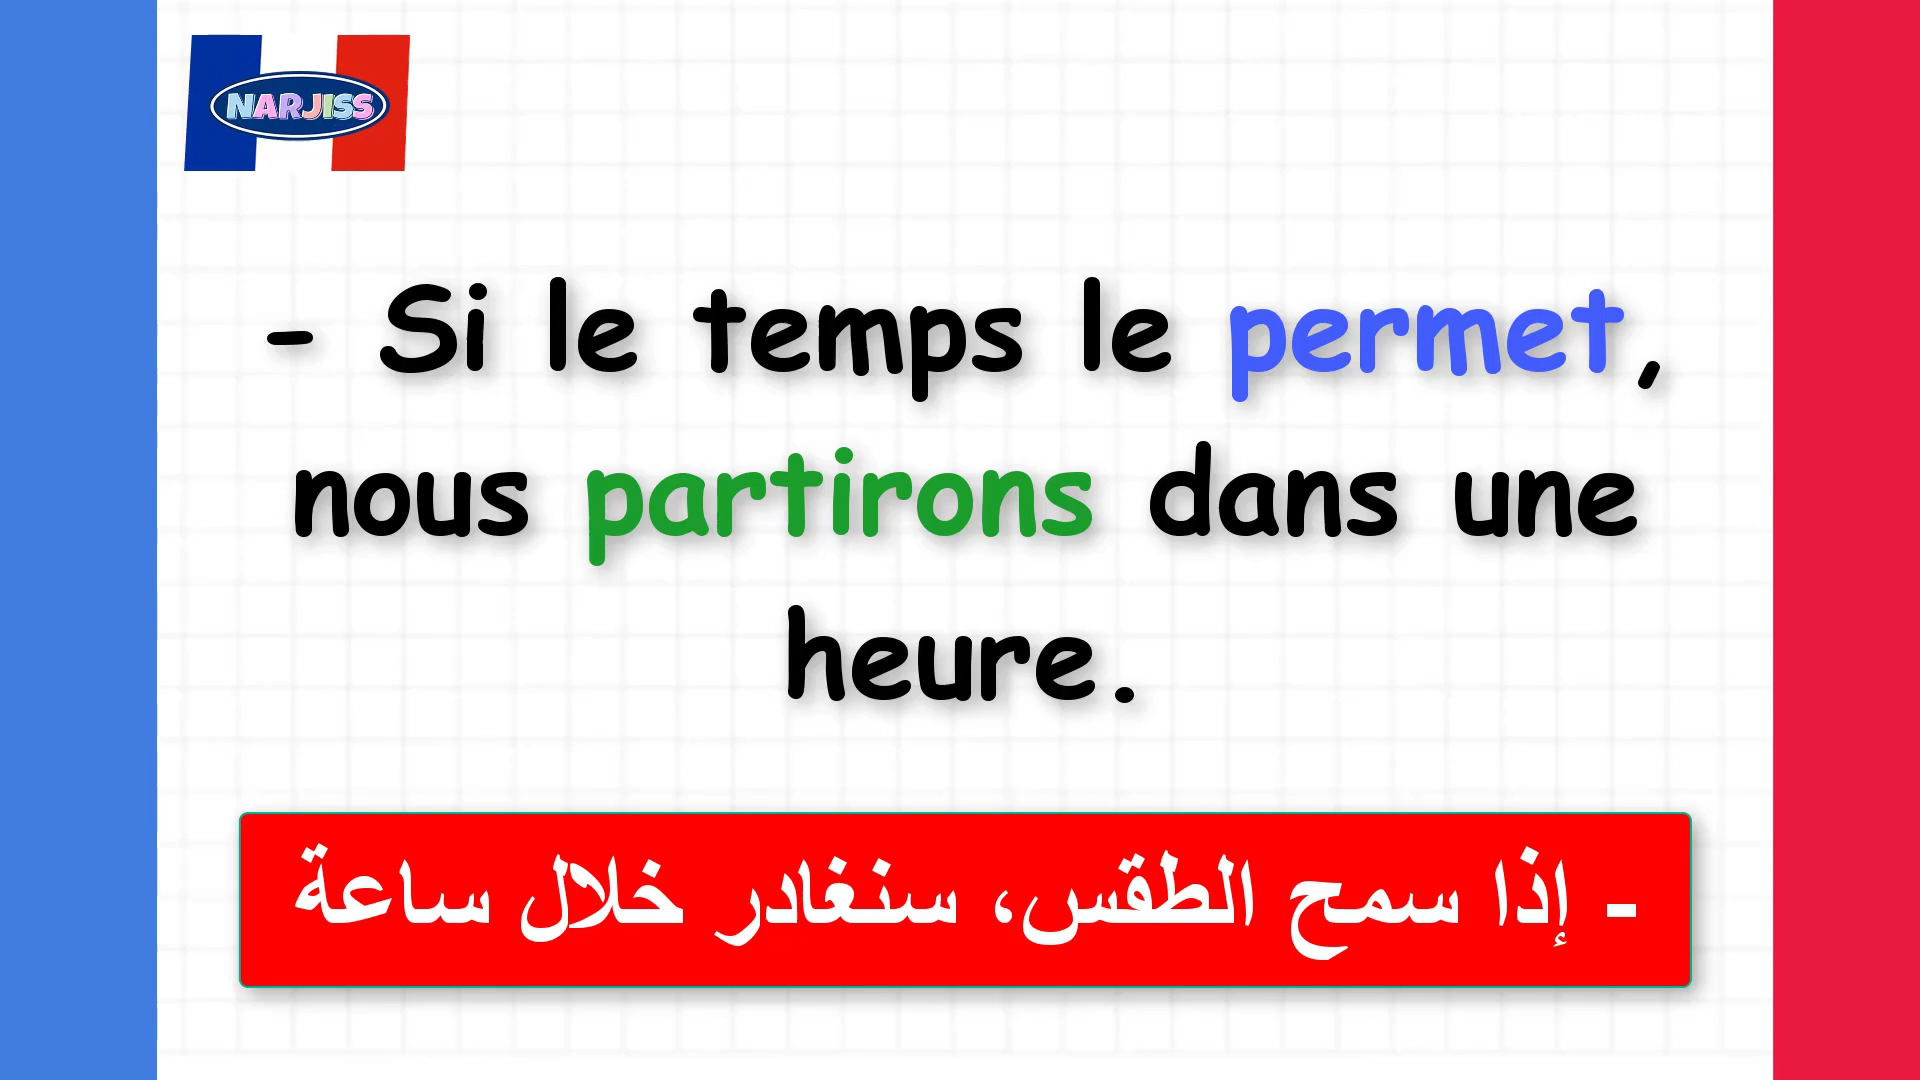 NARJISS
- Si le temps le permet,
nous partirons dans une
heure.
- إذا سمح الطقس، سنغادر خلال ساعة